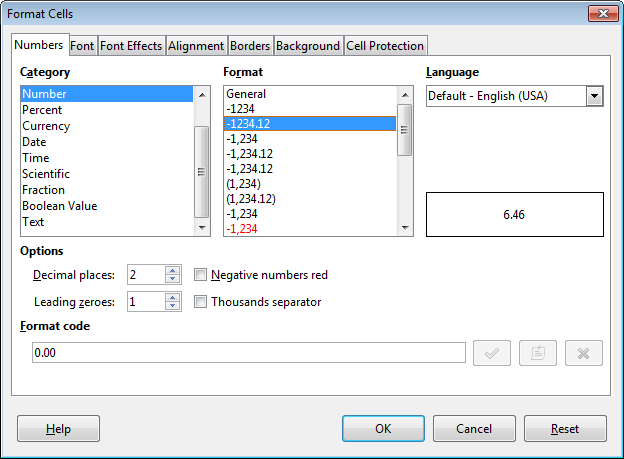 Format Cells
Numbers Font Font Effects Alignment Borders Background Cell Protection
Category
Number
Percent
Currency
Date
Time
Scientific
Fraction
Boolean Value
Text
Format
General
-1234
-1234.12
-1,234
-1,234.12
-1,234.12
(1,234)
(1,234.12)
-1,234
-1,234
Language
Default - English (USA)
6.46
Options
Decimal places: 2 Negative numbers red
Leading zeroes: 1 Thousands separator
Format code
0.00
Help OK Cancel Reset